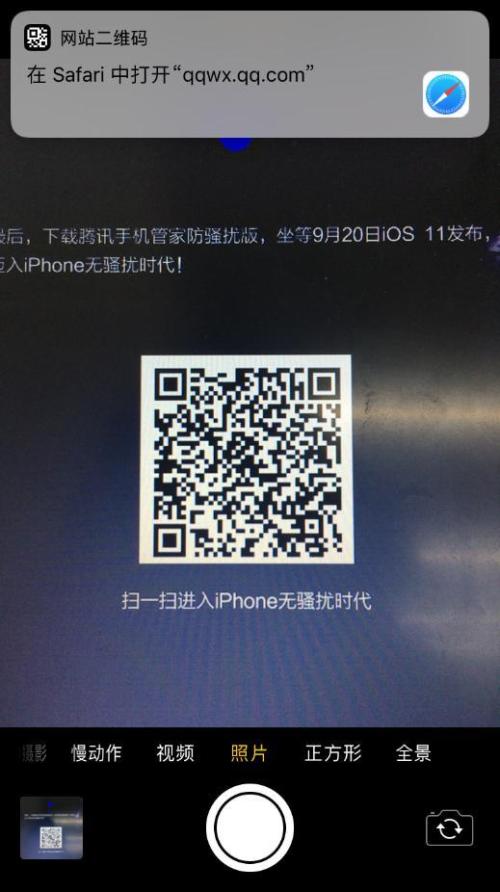 网站二维码
在 Safari 中打开“qqwx.qq.com”
后，下载腾讯手机管家防骚扰版，坐等9月20日iOS 11发布，
入iPhone无骚扰时代！
扫一扫进入iPhone无骚扰时代
摄影 慢动作 视频 照片 正方形 全景